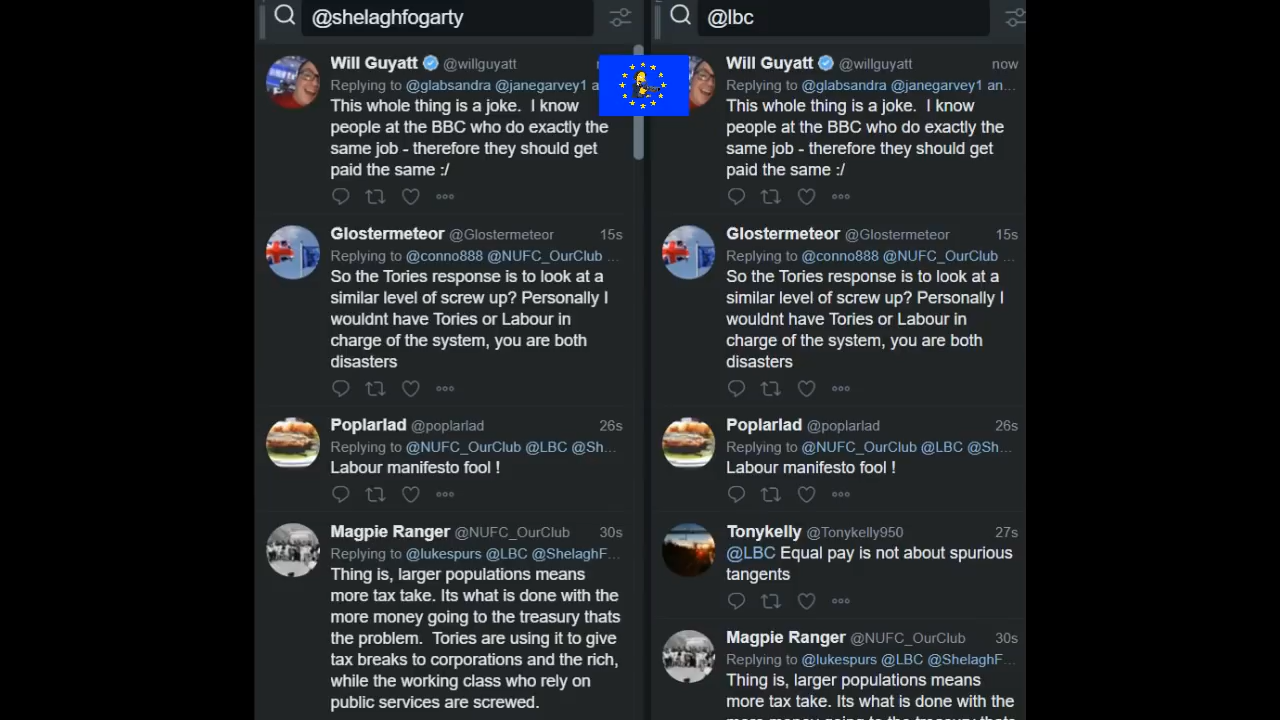 @shelaghfogarty
Will Guyatt @willguyatt
Replying to @glabsandra @janegarvey1 a
This whole thing is a joke.  I know
people at the BBC who do exactly the
same job - therefore they should get
paid the same :/
Glostermeteor @Glostermeteor 15s
Replying to @conno888 @NUFC_OurClub ...
So the Tories response is to look at a
similar level of screw up? Personally I
wouldnt have Tories or Labour in
charge of the system, you are both
disasters
Poplarlad @poplarlad 26s
Replying to @NUFC_OurClub @LBC @Sh...
Labour manifesto fool !
Magpie Ranger @NUFC_OurClub 30s
Replying to @lukespurs @LBC @ShelaghF...
Thing is, larger populations means
more tax take. Its what is done with the
more money going to the treasury thats
the problem.  Tories are using it to give
tax breaks to corporations and the rich,
while the working class who rely on
public services are screwed.
@lbc
Will Guyatt @willguyatt now
Replying to @glabsandra @janegarvey1 an...
This whole thing is a joke.  I know
people at the BBC who do exactly the
same job - therefore they should get
paid the same :/
Glostermeteor @Glostermeteor 15s
Replying to @conno888 @NUFC_OurClub ...
So the Tories response is to look at a
similar level of screw up? Personally I
wouldnt have Tories or Labour in
charge of the system, you are both
disasters
Poplarlad @poplarlad 26s
Replying to @NUFC_OurClub @LBC @Sh...
Labour manifesto fool !
Tonykelly @Tonykelly950 27s
@LBC Equal pay is not about spurious
tangents
Magpie Ranger @NUFC_OurClub 30s
Replying to @lukespurs @LBC @ShelaghF...
Thing is, larger populations means
more tax take. Its what is done with the
more money going to the treasury thats